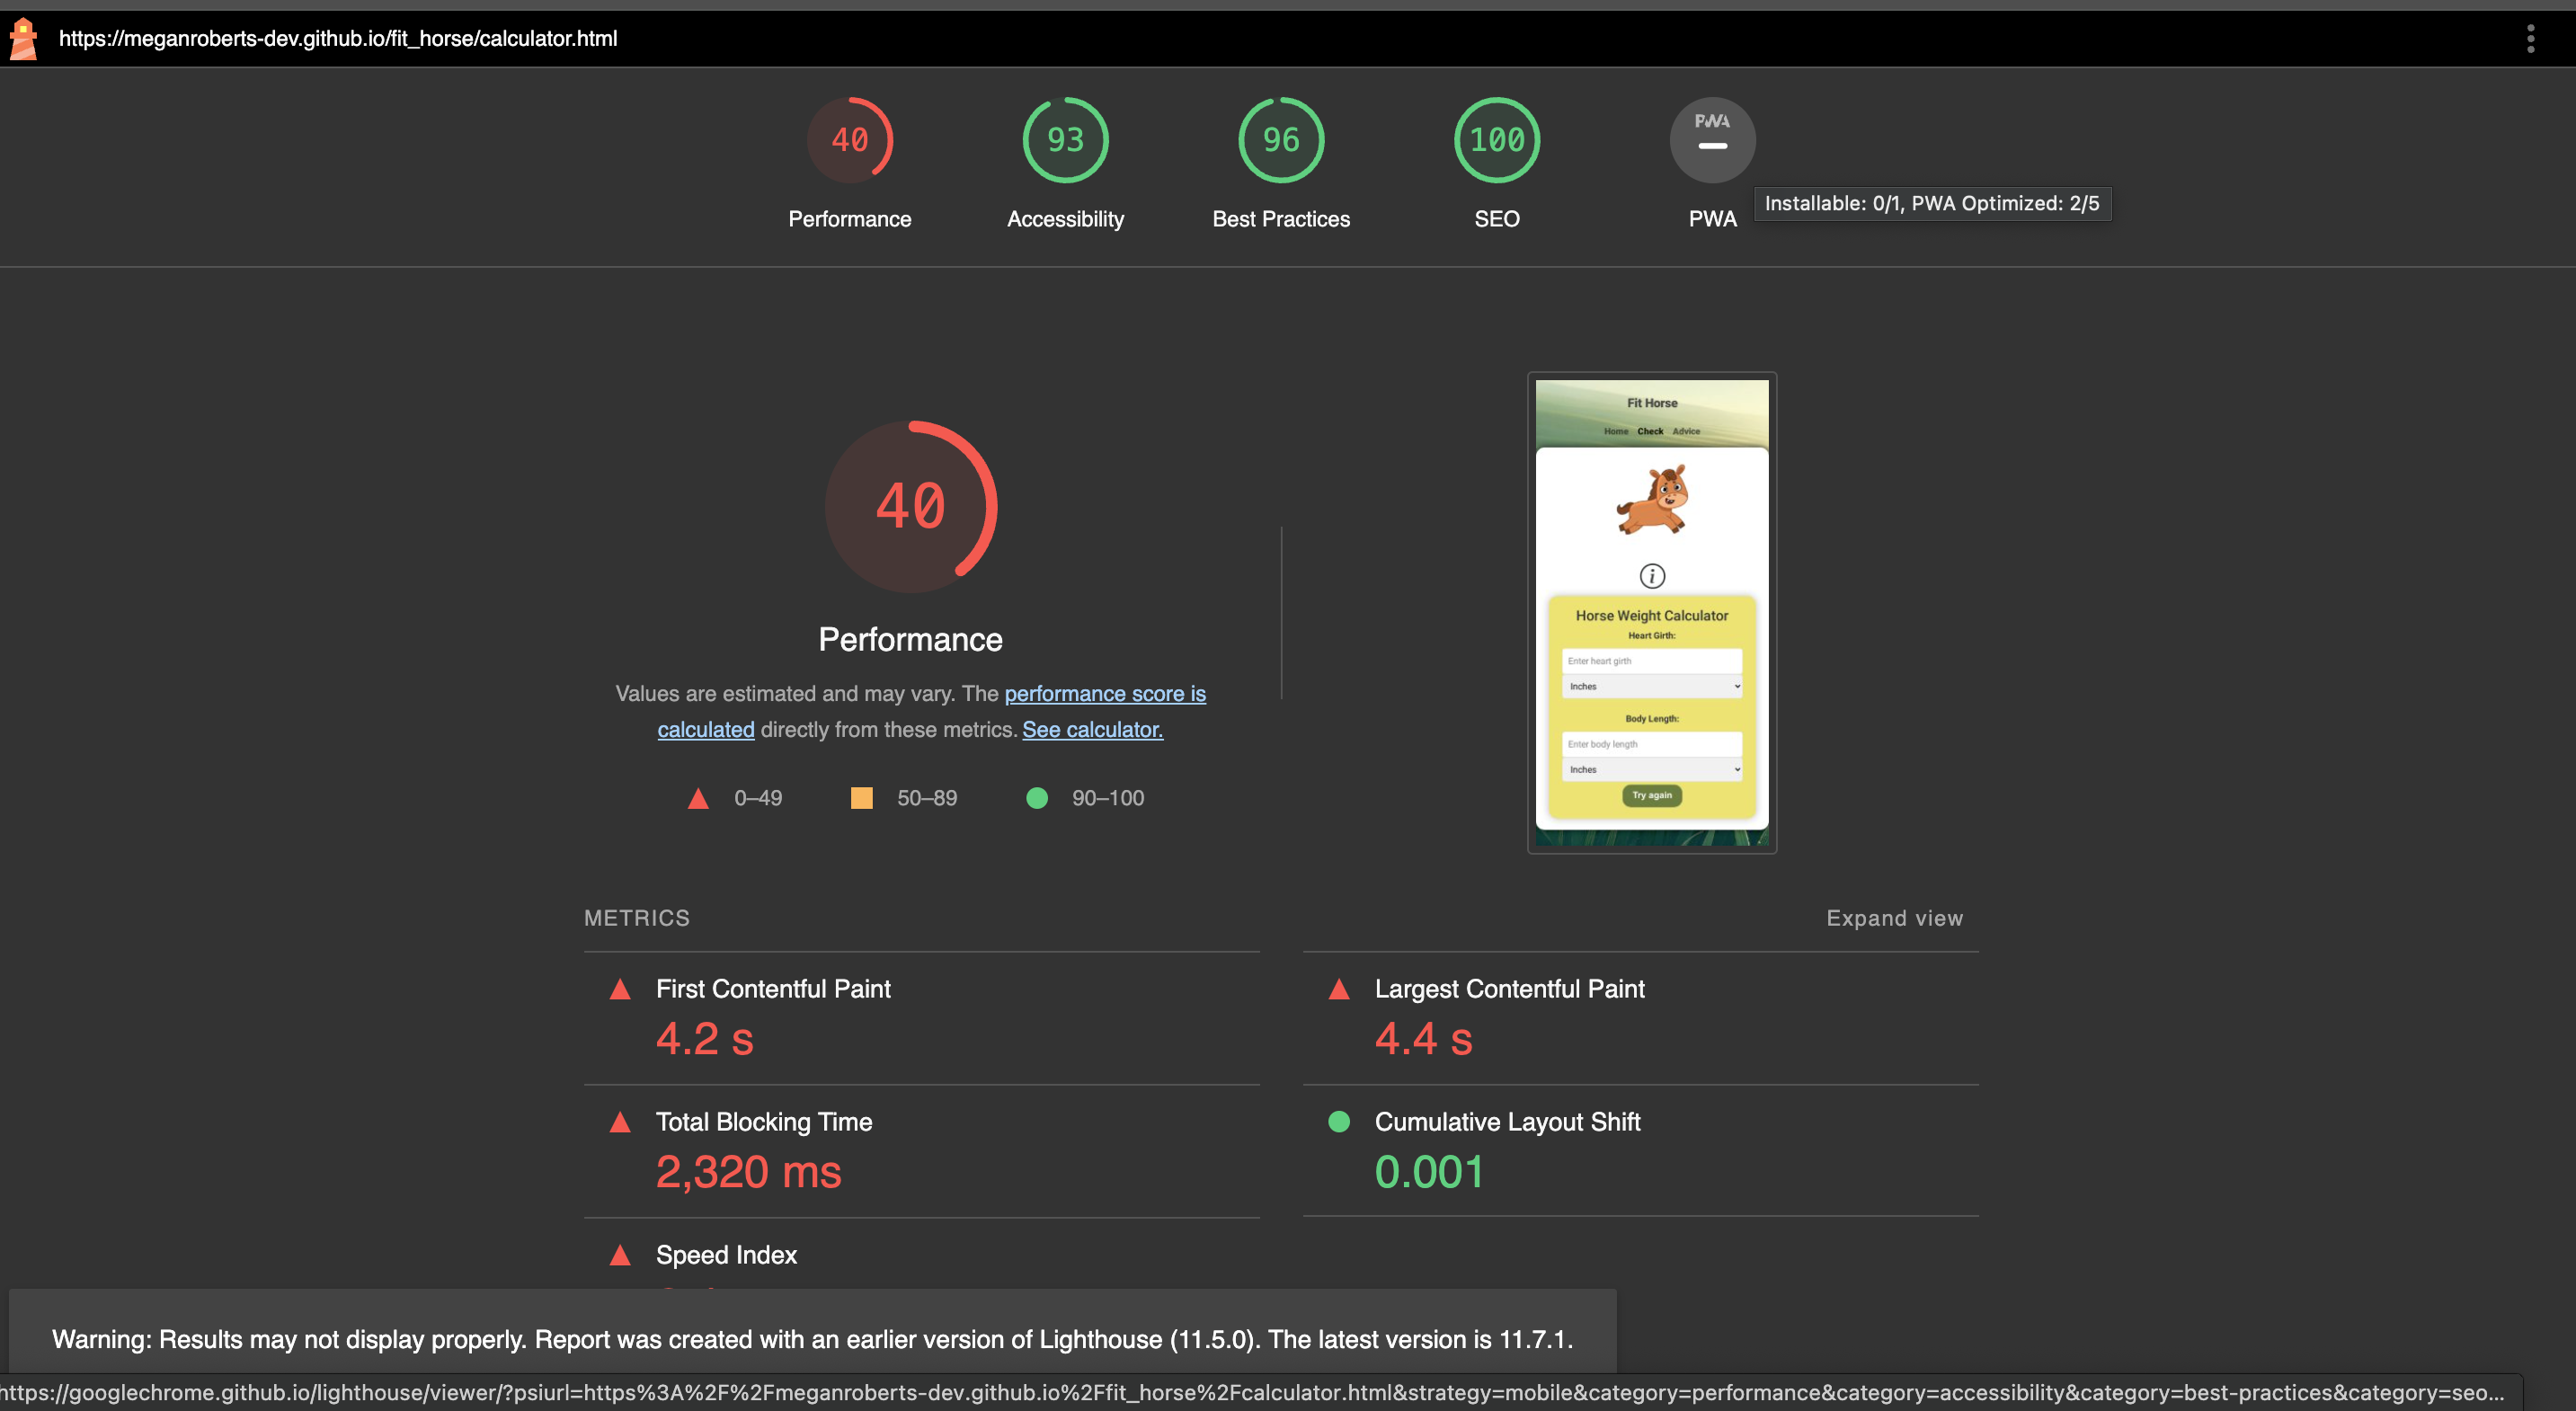 https://meganroberts-dev.github.io/fit_horse/calculator.html
40
93
96
100
PWA
Performance
Accessibility
Best Practices
SEO
PWA
Installable: 0/1, PWA Optimized: 2/5
40
Performance
Values are estimated and may vary. The performance score is
calculated directly from these metrics. See calculator.
0–49
50–89
90–100
Fit Horse
Home Check Advice
i
Horse Weight Calculator
Heart Girth:
Enter heart girth
Inches
Body Length:
Enter body length
Inches
Try again
METRICS
Expand view
First Contentful Paint
4.2 s
Largest Contentful Paint
4.4 s
Total Blocking Time
2,320 ms
Cumulative Layout Shift
0.001
Speed Index
Warning: Results may not display properly. Report was created with an earlier version of Lighthouse (11.5.0). The latest version is 11.7.1.
https://googlechrome.github.io/lighthouse/viewer/?psiurl=https%3A%2F%2Fmeganroberts-dev.github.io%2Ffit_horse%2Fcalculator.html&strategy=mobile&category=performance&category=accessibility&category=best-practices&category=seo...